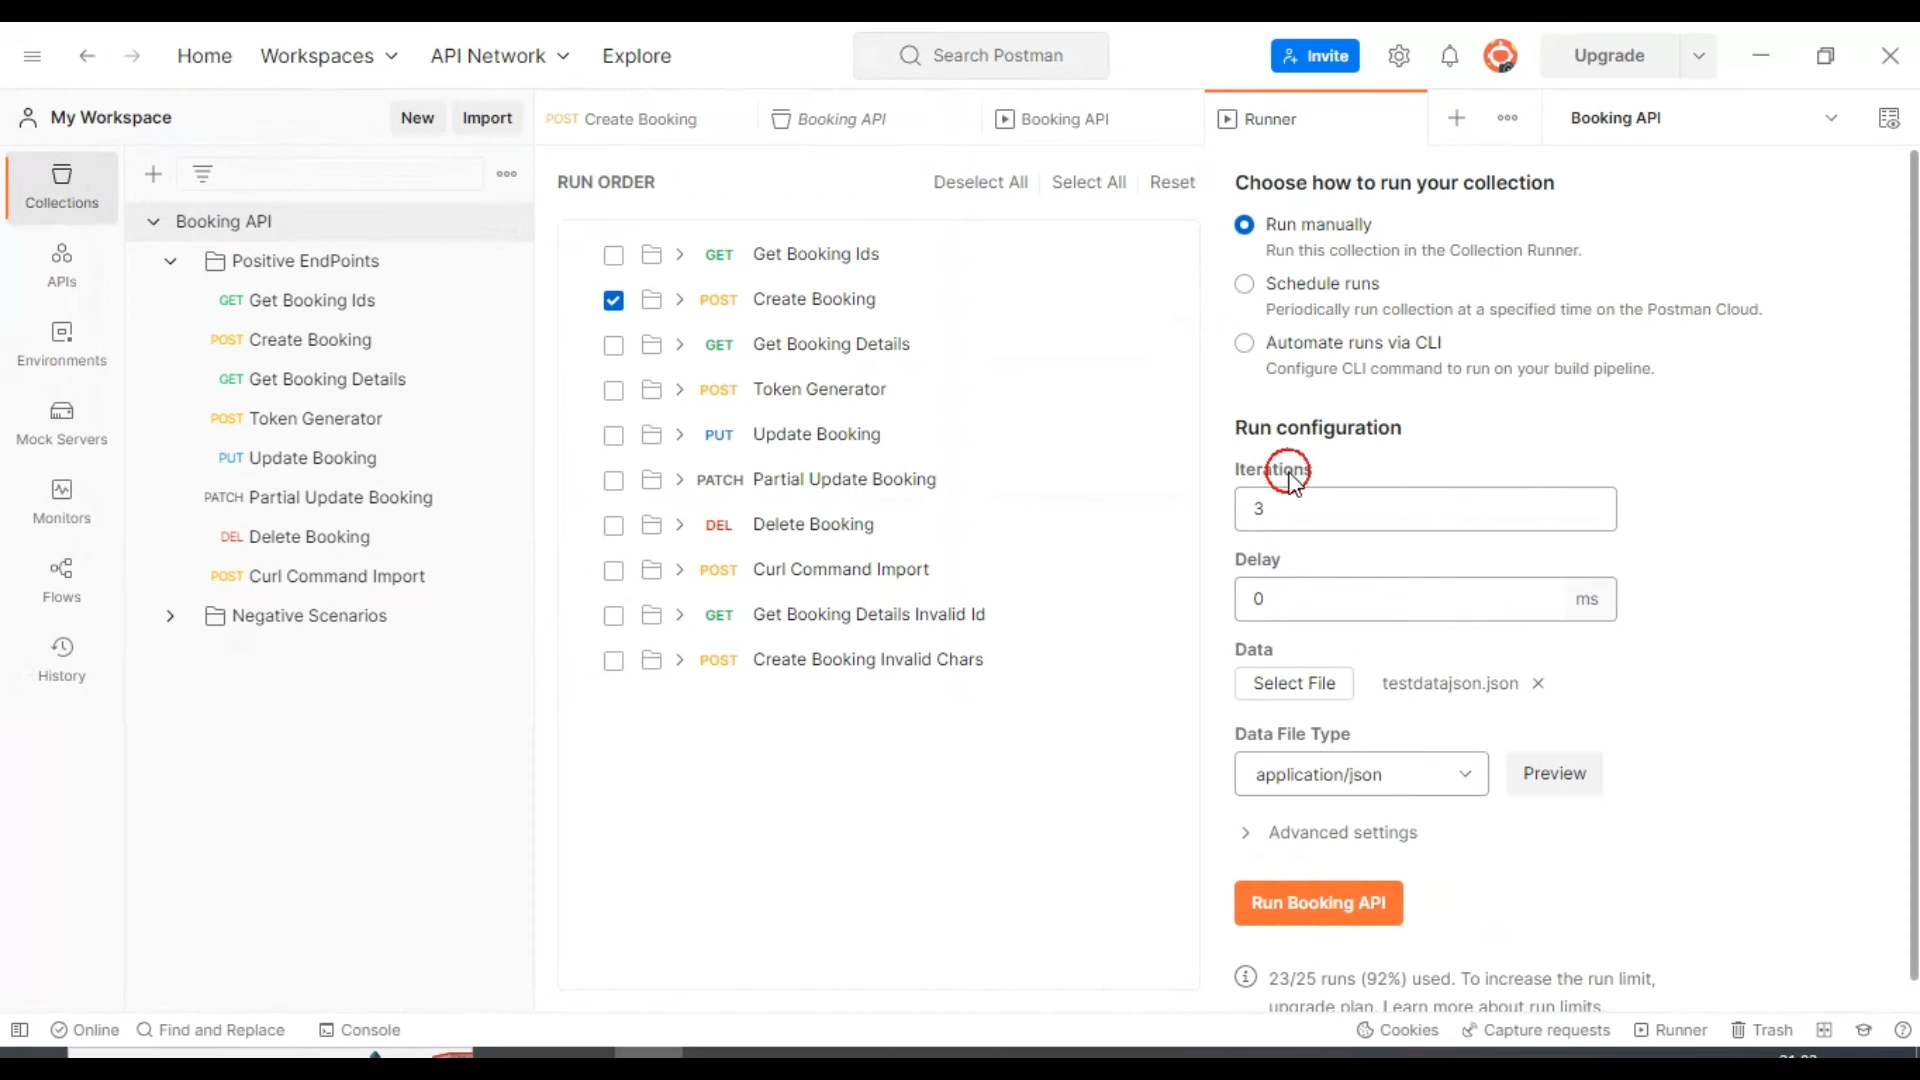 Home Workspaces API Network Explore Search Postman Invite Upgrade
My Workspace New Import POST Create Booking Booking API Booking API Runner Booking API
Collections
APIs
Environments
Mock Servers
Monitors
Flows
History
Booking API
Positive EndPoints
GET Get Booking Ids
POST Create Booking
GET Get Booking Details
POST Token Generator
PUT Update Booking
PATCH Partial Update Booking
DEL Delete Booking
POST Curl Command Import
Negative Scenarios
RUN ORDER Deselect All Select All Reset
GET Get Booking Ids
POST Create Booking
GET Get Booking Details
POST Token Generator
PUT Update Booking
PATCH Partial Update Booking
DEL Delete Booking
POST Curl Command Import
GET Get Booking Details Invalid Id
POST Create Booking Invalid Chars
Choose how to run your collection
Run manually
Run this collection in the Collection Runner.
Schedule runs
Periodically run collection at a specified time on the Postman Cloud.
Automate runs via CLI
Configure CLI command to run on your build pipeline.
Run configuration
Iterations
3
Delay
0 ms
Data
Select File testdatajson.json
Data File Type
application/json Preview
Advanced settings
Run Booking API
23/25 runs (92%) used. To increase the run limit,
upgrade plan. Learn more about run limits.
Online Find and Replace Console Cookies Capture requests Runner Trash